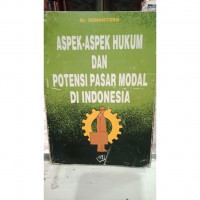 ASPEK-ASPEK HUKUM
DAN
POTENSI PASAR MODAL
DI INDONESIA